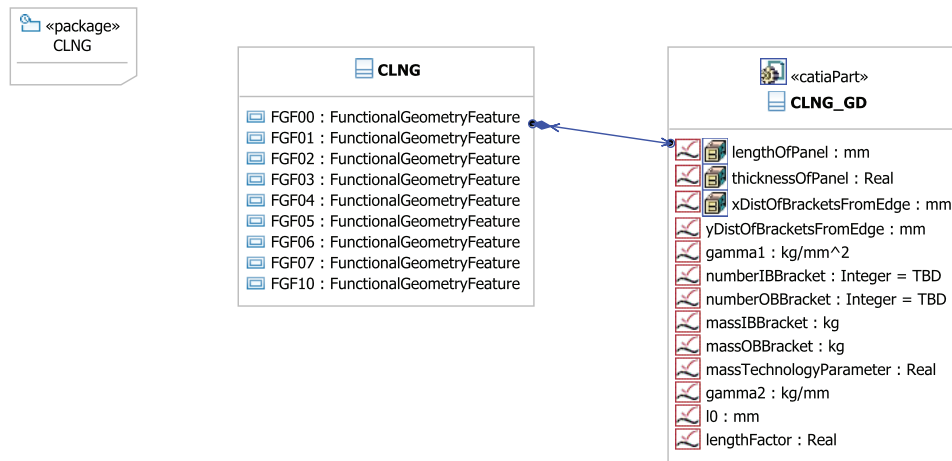 «package»
CLNG
CLNG
FGF00 : FunctionalGeometryFeature
FGF01 : FunctionalGeometryFeature
FGF02 : FunctionalGeometryFeature
FGF03 : FunctionalGeometryFeature
FGF04 : FunctionalGeometryFeature
FGF05 : FunctionalGeometryFeature
FGF06 : FunctionalGeometryFeature
FGF07 : FunctionalGeometryFeature
FGF10 : FunctionalGeometryFeature
«catiaPart»
CLNG_GD
lengthOfPanel : mm
thicknessOfPanel : Real
xDistOfBracketsFromEdge : mm
yDistOfBracketsFromEdge : mm
gamma1 : kg/mm^2
numberIBBracket : Integer = TBD
numberOBBracket : Integer = TBD
massIBBracket : kg
massOBBracket : kg
massTechnologyParameter : Real
gamma2 : kg/mm
l0 : mm
lengthFactor : Real